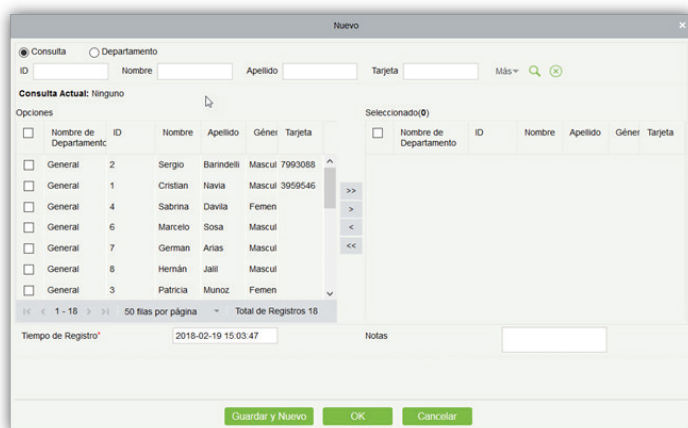 Nuevo
×
Consulta Departamento
ID Nombre Apellido Tarjeta Más
Consulta Actual: Ninguno
Opciones Seleccionado(0)
Nombre de Departamento ID Nombre Apellido Géner Tarjeta Nombre de Departamento ID Nombre Apellido Géner Tarjeta
General 2 Sergio Barindelli Mascul 7993088
General 1 Cristian Navia Mascul 3959546
>>
General 4 Sabrina Davila Femen
>
General 6 Marcelo Sosa Mascul
<
General 7 German Arias Mascul
<<
General 8 Hernán Jalil Mascul
General 3 Patricia Munoz Femen
|< < 1 - 18 > >| 50 filas por página Total de Registros 18
Tiempo de Registro* 2018-02-19 15:03:47 Notas
Guardar y Nuevo OK Cancelar